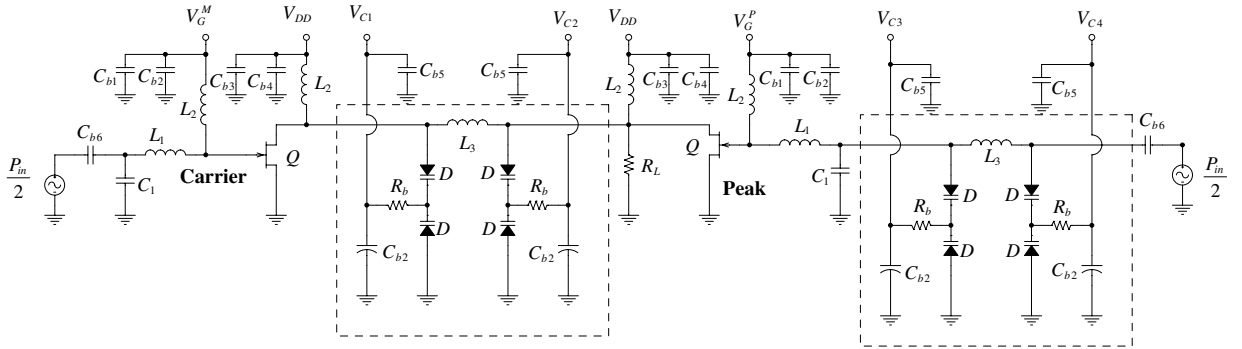 V_G^M V_DD V_C1 V_C2 V_DD V_G^P V_C3 V_C4
C_b1 C_b2 C_b3 C_b4 C_b5 C_b5 C_b3 C_b4 C_b1 C_b2 C_b5 C_b5
L_2 L_2 L_2 L_2
C_b6 L_1 L_3 L_1 L_3 C_b6
P_in/2 C_1 Carrier Q D D R_L Q Peak C_1 D D P_in/2
R_b R_b R_b R_b
D D D D
C_b2 C_b2 C_b2 C_b2